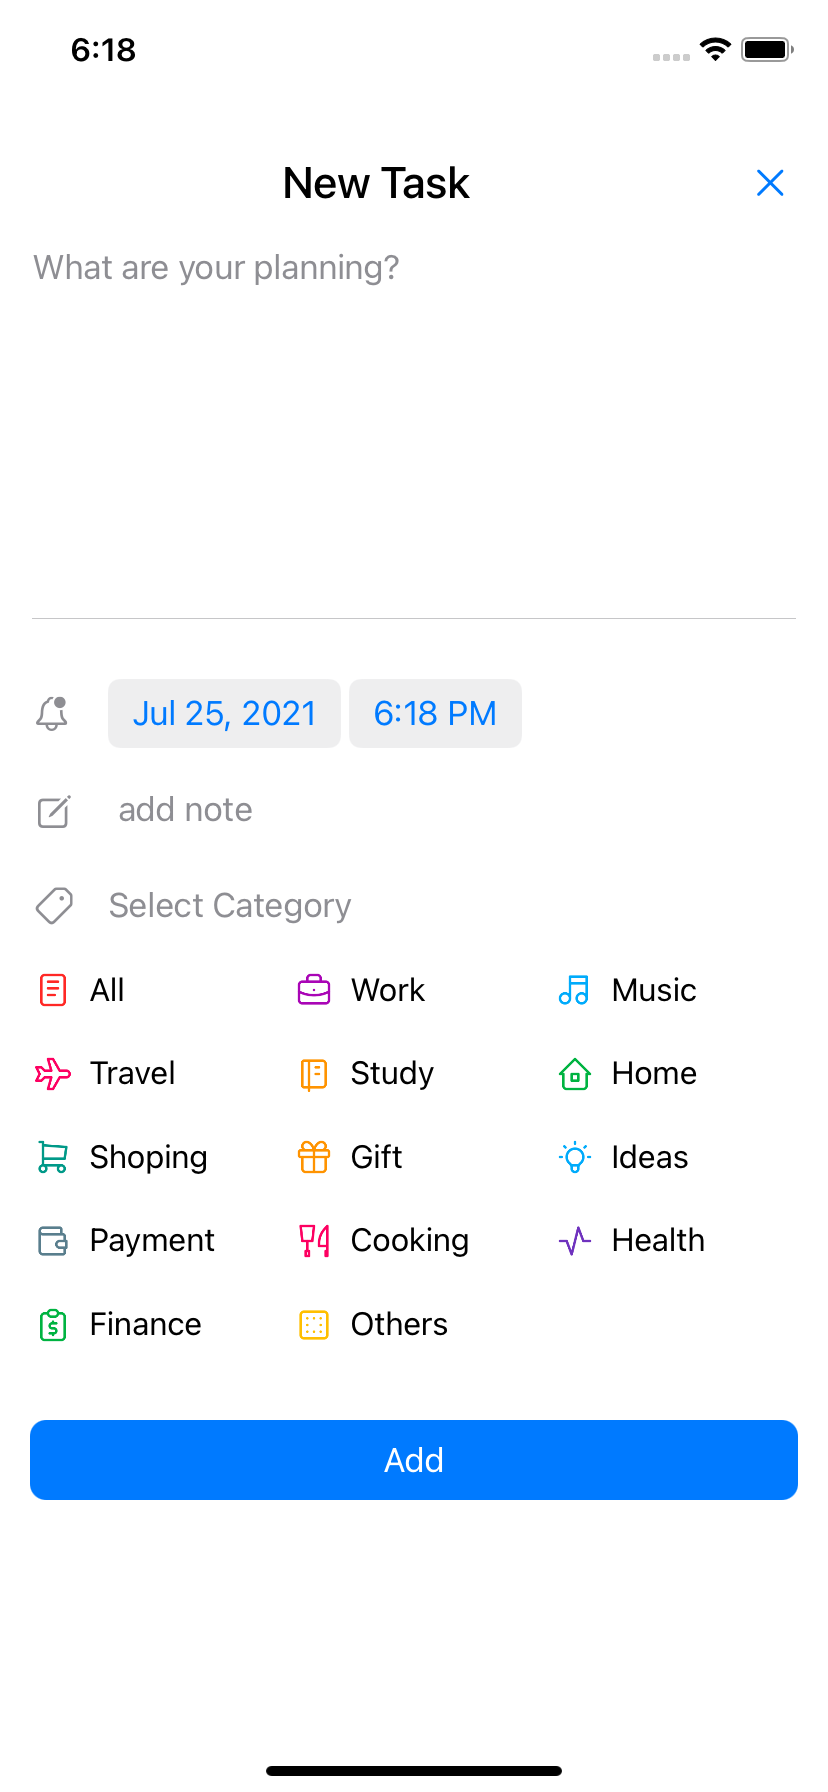 6:18
New Task
What are your planning?
Jul 25, 2021 6:18 PM
add note
Select Category
All Work Music
Travel Study Home
Shoping Gift Ideas
Payment Cooking Health
Finance Others
Add